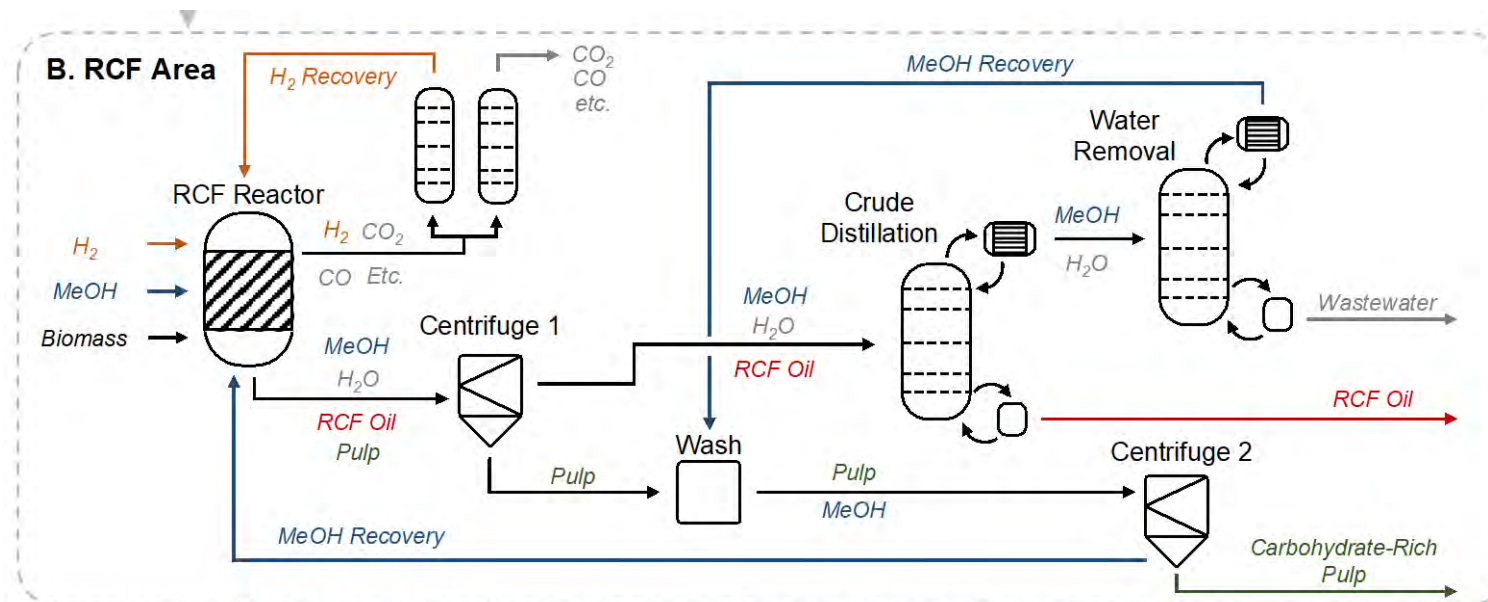 B. RCF Area
H2 Recovery
CO2
CO
etc.
MeOH Recovery
Water
Removal
RCF Reactor
H2
MeOH
Biomass
H2 CO2
CO Etc.
Crude
Distillation
MeOH
H2O
Wastewater
Centrifuge 1
MeOH
H2O
RCF Oil
MeOH
H2O
RCF Oil
Pulp
RCF Oil
Wash
Centrifuge 2
Pulp
Pulp
MeOH
MeOH Recovery
Carbohydrate-Rich
Pulp